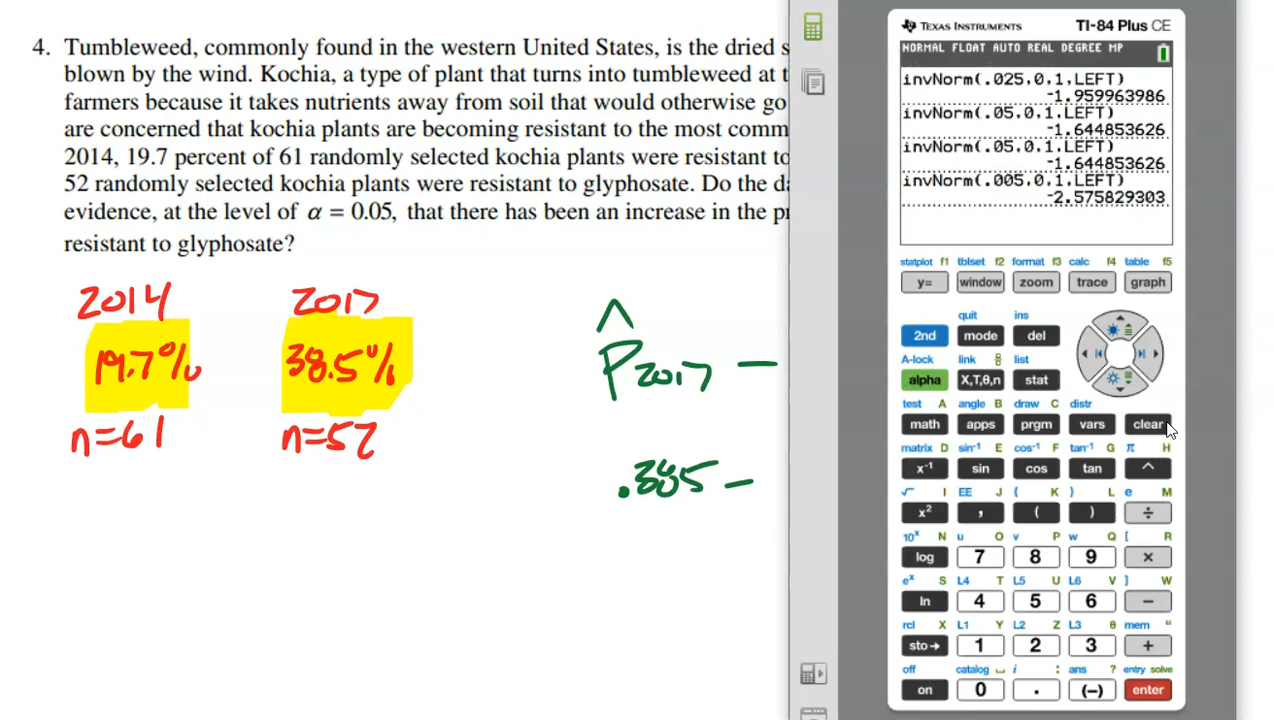 4. Tumbleweed, commonly found in the western United States, is the dried s
blown by the wind. Kochia, a type of plant that turns into tumbleweed at t
farmers because it takes nutrients away from soil that would otherwise go
are concerned that kochia plants are becoming resistant to the most comm
2014, 19.7 percent of 61 randomly selected kochia plants were resistant to
52 randomly selected kochia plants were resistant to glyphosate. Do the da
evidence, at the level of α = 0.05, that there has been an increase in the p
resistant to glyphosate?
2014 2017
19.7% 38.5%
n=61 n=52
P̂2017 –
.385 –
TEXAS INSTRUMENTS TI-84 Plus CE
NORMAL FLOAT AUTO REAL DEGREE MP
invNorm(.025,0,1,LEFT)
-1.959963986
invNorm(.05,0,1,LEFT)
-1.644853626
invNorm(.05,0,1,LEFT)
-1.644853626
invNorm(.005,0,1,LEFT)
-2.575829303
statplot f1 tblset f2 format f3 calc f4 table f5
y= window zoom trace graph
quit ins
2nd mode del
A-lock link list
alpha X,T,θ,n stat
test A angle B draw C distr
math apps prgm vars clear
matrix D sin⁻¹ E cos⁻¹ F tan⁻¹ G π H
x⁻¹ sin cos tan ^
√ I EE J { K } L e M
x² , ( ) ÷
10ˣ N u O v P w Q [ R
log 7 8 9 ×
eˣ S L4 T L5 U L6 V ] W
ln 4 5 6 −
rcl X L1 Y L2 Z L3 θ mem "
sto→ 1 2 3 +
off catalog ⎵ i : ans ? entry solve
on 0 . (−) enter